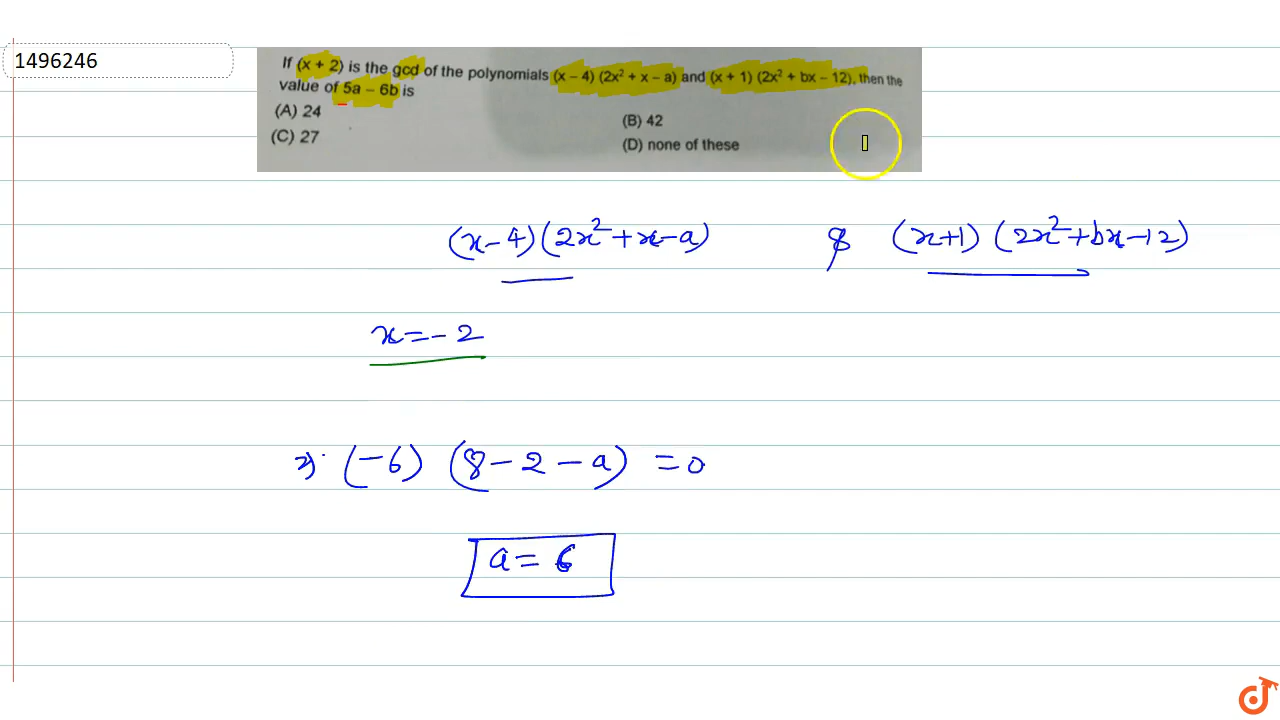 1496246
If (x + 2) is the gcd of the polynomials (x – 4) (2x² + x – a) and (x + 1) (2x² + bx – 12), then the
value of 5a – 6b is
(A) 24
(B) 42
(C) 27
(D) none of these
(x-4)(2x²+x-a) & (x+1) (2x²+bx-12)
x=-2
⇒ (-6) (8-2-a) =0
a= 6
d